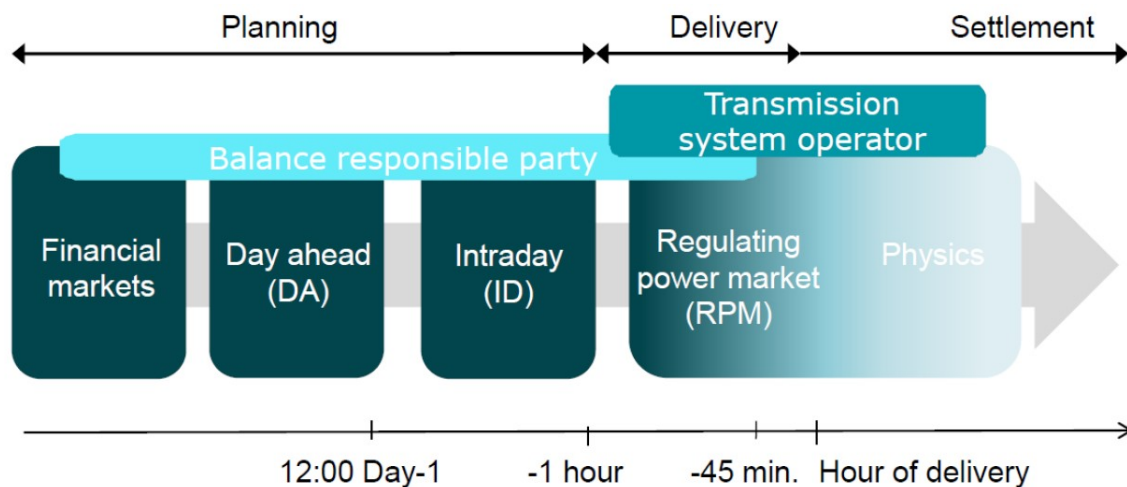 Planning
Delivery
Settlement
Transmission
system operator
Balance responsible party
Financial
markets
Day ahead
(DA)
Intraday
(ID)
Regulating
power market
(RPM)
Physics
12:00 Day-1
-1 hour
-45 min.
Hour of delivery